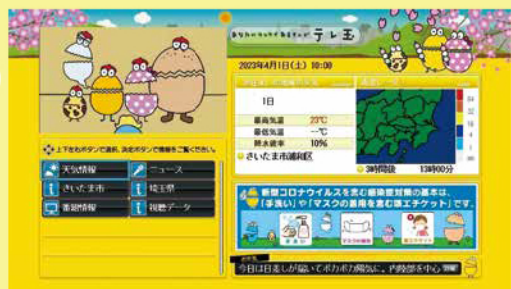 テレ玉
2023年4月1日(土) 10:00
1日
最高気温 23℃
最低気温 --℃
降水確率 10%
さいたま市浦和区
3時間後 13時00分
上下左右ボタンで選択、決定ボタンで情報をご覧ください。
天気情報
ニュース
さいたま市
埼玉県
番組情報
視聴データ
新型コロナウイルスを含む感染症対策の基本は、
「手洗い」や「マスクの着用を含む咳エチケット」です。
今日は日差しが届いてポカポカ陽気に。内陸部を中心